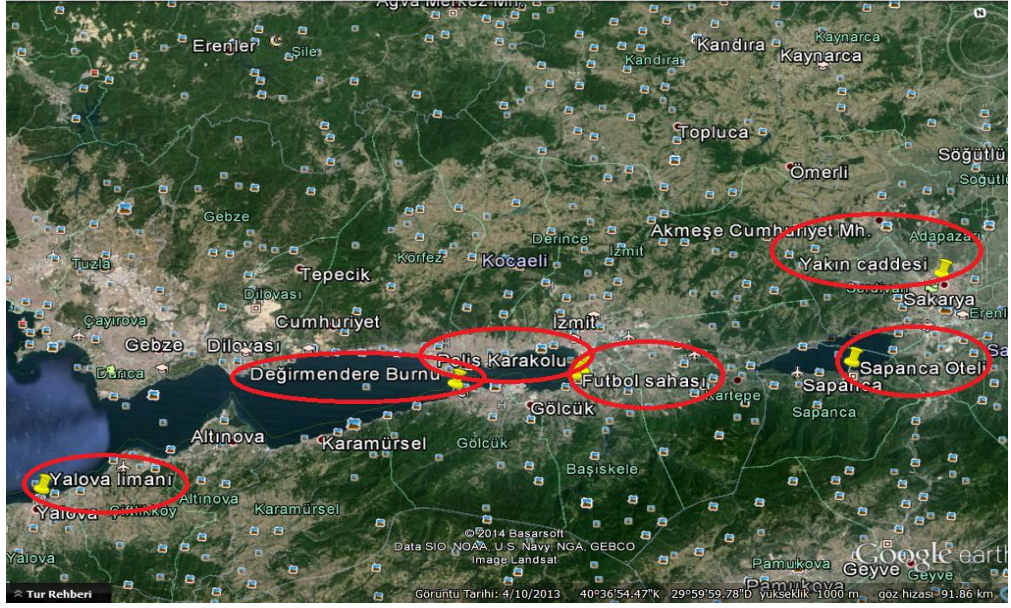 Ağva Merkez Mh.
Erenler
Şile
Kandıra
Kandıra
Kaynarca
Kaynarca
Topluca
Ömerli
Söğütlü
Söğütlü
Gebze
Tuzla
Tepecik
Dilovası
Körfez
Kocaeli
Derince
İzmit
Akmeşe Cumhuriyet Mh.
Adapazarı
Yakın caddesi
Serdivan
Sakarya
Erenl
Çayırova
Gebze
Dilovası
Cumhuriyet
İzmit
Darıca
Değirmendere Burnu
Polis Karakolu
Futbol sahası
Kartepe
Sapanca
Sapanca Oteli
Sa
Sapanca
Altınova
Karamürsel
Gölcük
Gölcük
Başiskele
Yalova limanı
Yalova
Çiftlikköy
Altınova
Karamürsel
Yalova
© 2014 Basarsoft
Data SIO, NOAA, U.S. Navy, NGA, GEBCO
Image Landsat
Pamukova
Pamukova
Geyve
Geyve
Google earth
Tur Rehberi
Görüntü Tarihi: 4/10/2013 40°36'54.47"K 29°59'59.78"D yükseklik 1000 m göz hizası 91.86 km